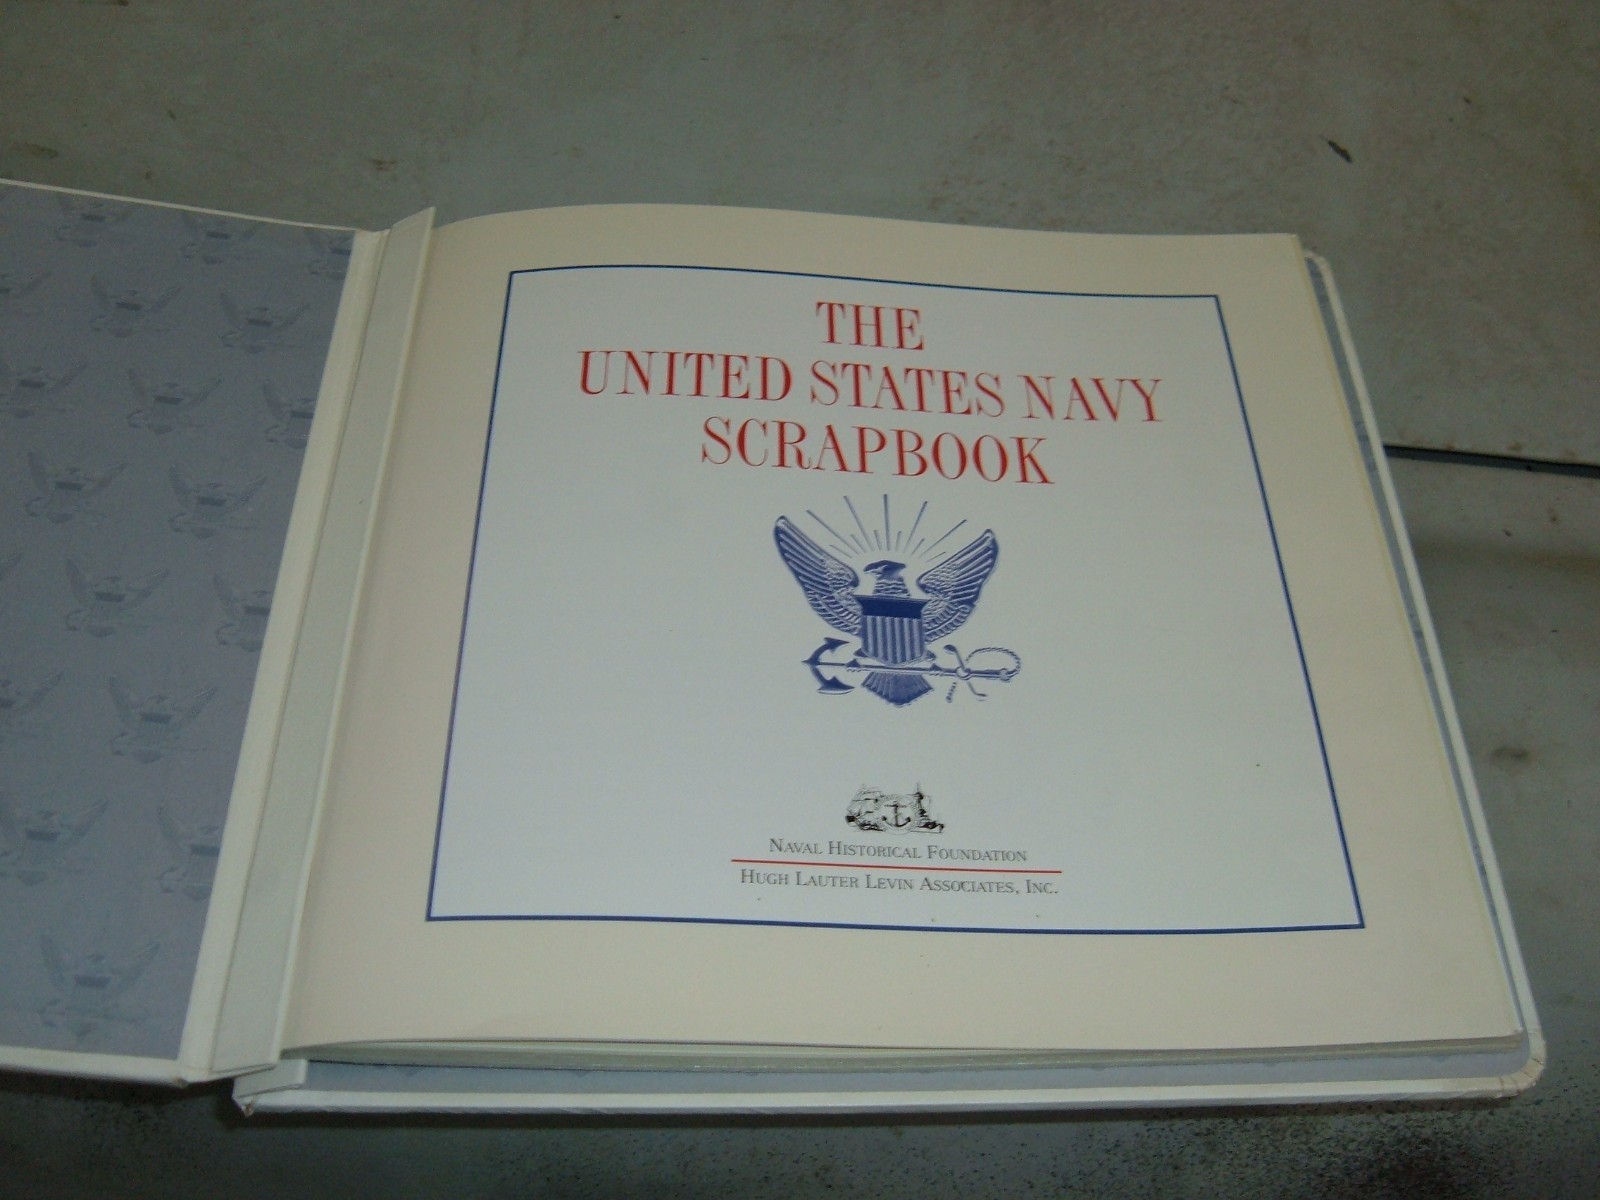 THE
UNITED STATES NAVY
SCRAPBOOK
NAVAL HISTORICAL FOUNDATION
HUGH LAUTER LEVIN ASSOCIATES, INC.